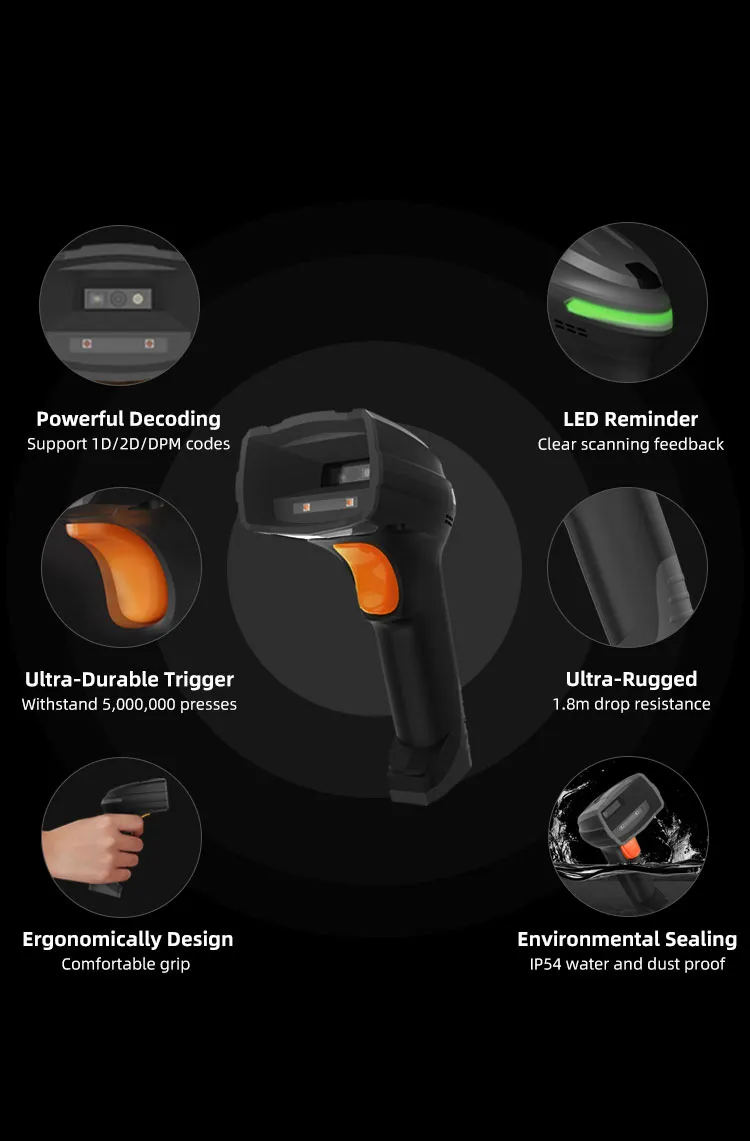 Powerful Decoding
Support 1D/2D/DPM codes
LED Reminder
Clear scanning feedback
Ultra-Durable Trigger
Withstand 5,000,000 presses
Ultra-Rugged
1.8m drop resistance
Ergonomically Design
Comfortable grip
Environmental Sealing
IP54 water and dust proof